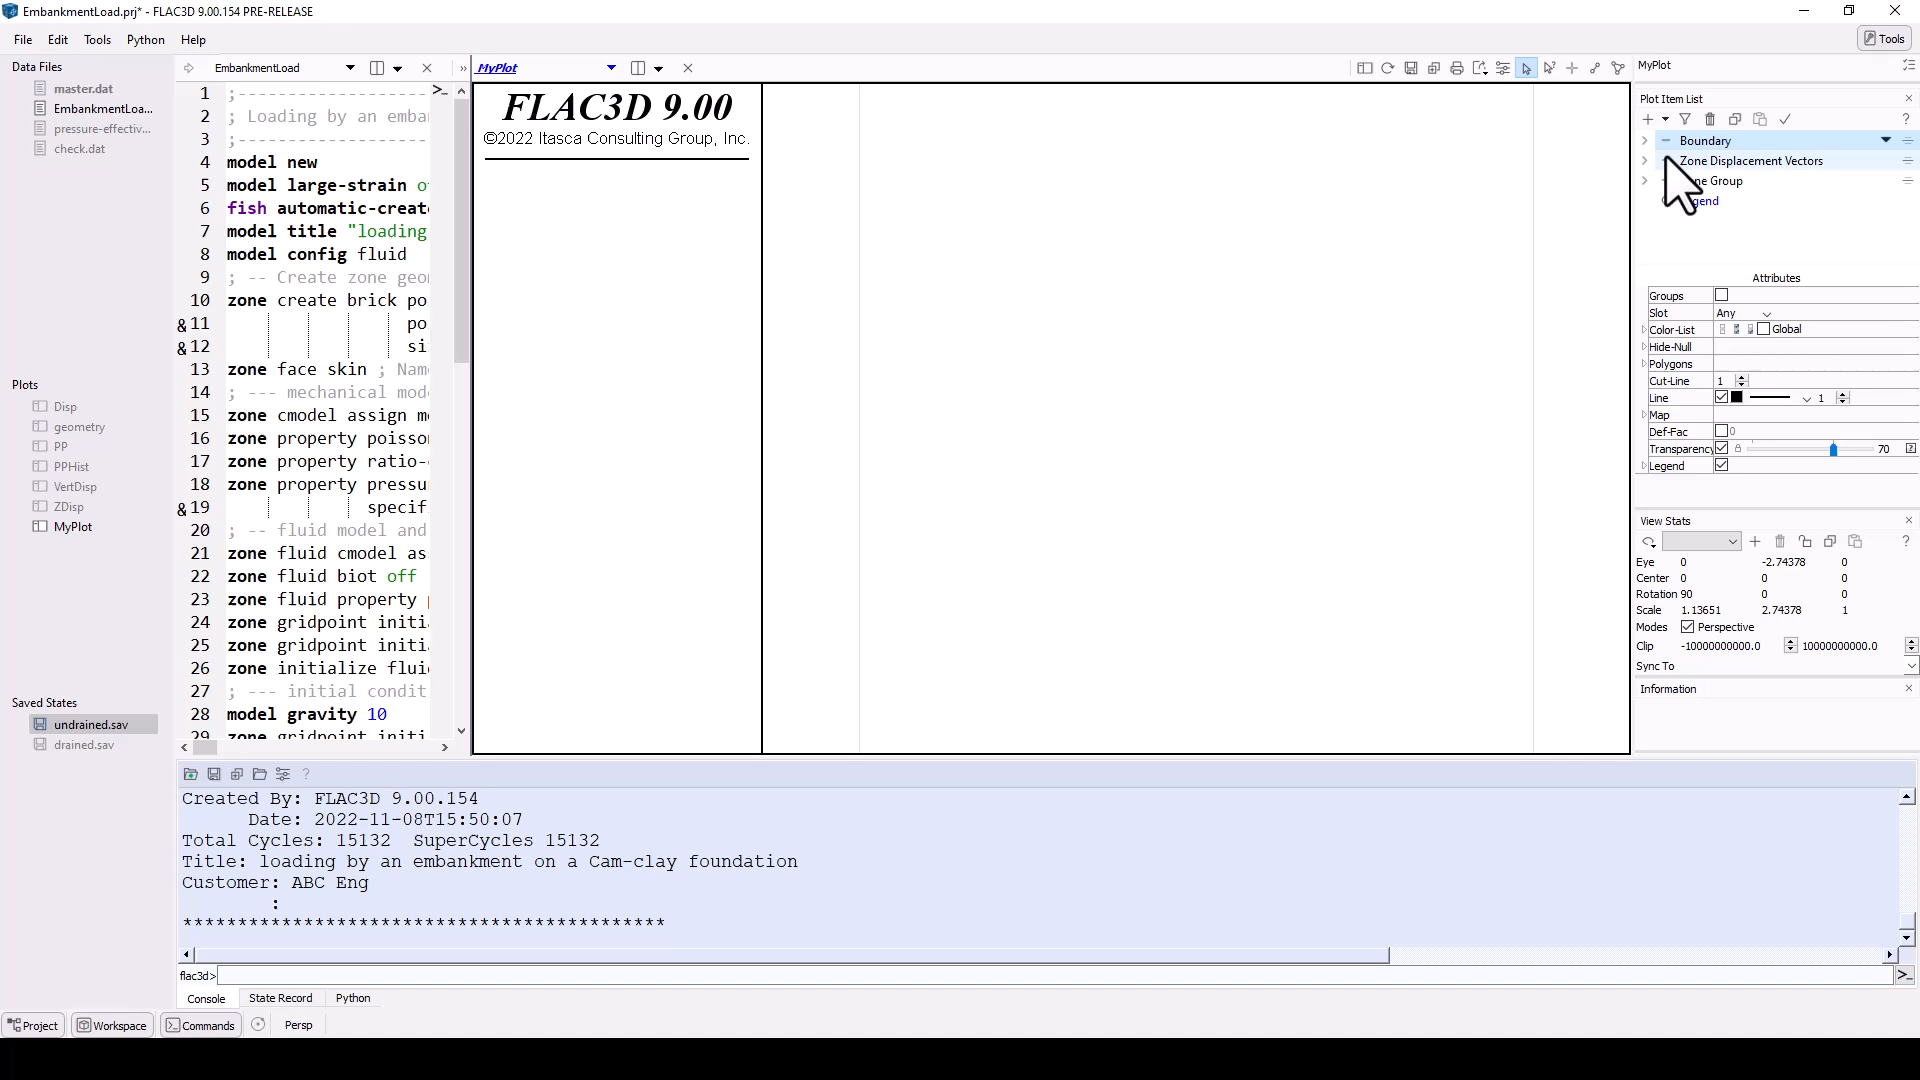 EmbankmentLoad.prj* - FLAC3D 9.00.154 PRE-RELEASE
File Edit Tools Python Help
Tools
Data Files
master.dat
EmbankmentLoa...
pressure-effectiv...
check.dat
Plots
Disp
geometry
PP
PPHist
VertDisp
ZDisp
MyPlot
Saved States
undrained.sav
drained.sav
EmbankmentLoad
1 ;--------------------
2 ; Loading by an emba
3 ;--------------------
4 model new
5 model large-strain o
6 fish automatic-creat
7 model title "loading
8 model config fluid
9 ; -- Create zone geo
10 zone create brick po
&11 po
&12 si
13 zone face skin ; Nam
14 ; --- mechanical mod
15 zone cmodel assign m
16 zone property poisso
17 zone property ratio-
18 zone property pressu
&19 specif
20 ; -- fluid model and
21 zone fluid cmodel as
22 zone fluid biot off
23 zone fluid property
24 zone gridpoint initi
25 zone gridpoint initi
26 zone initialize flui
27 ; --- initial condit
28 model gravity 10
29 zone gridpoint initi
MyPlot
FLAC3D 9.00
©2022 Itasca Consulting Group, Inc.
MyPlot
Plot Item List
Boundary
Zone Displacement Vectors
ne Group
gend
Attributes
Groups
Slot Any
Color-List Global
Hide-Null
Polygons
Cut-Line 1
Line 1
Map
Def-Fac 0
Transparency 70
Legend
View Stats
Eye 0 -2.74378 0
Center 0 0 0
Rotation 90 0 0
Scale 1.13651 2.74378 1
Modes Perspective
Clip -10000000000.0 10000000000.0
Sync To
Information
Created By: FLAC3D 9.00.154
Date: 2022-11-08T15:50:07
Total Cycles: 15132 SuperCycles 15132
Title: loading by an embankment on a Cam-clay foundation
Customer: ABC Eng
:
********************************************
flac3d>
Console State Record Python
Project Workspace Commands Persp